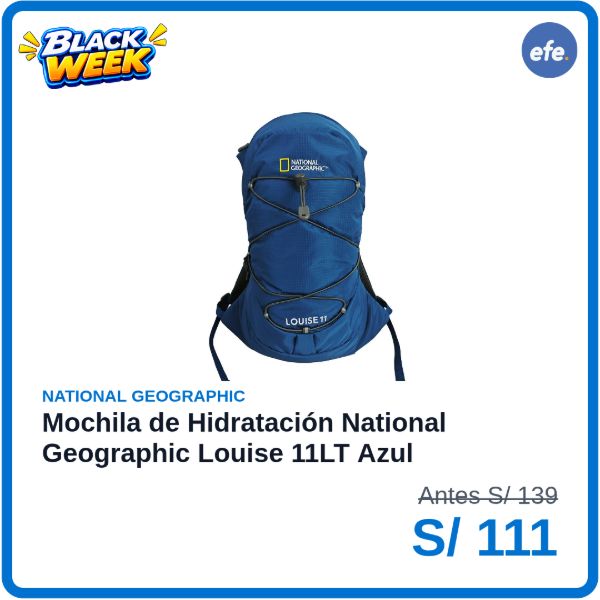 BLACK
WEEK
efe.
NATIONAL
GEOGRAPHIC™
LOUISE 11
NATIONAL GEOGRAPHIC
Mochila de Hidratación National
Geographic Louise 11LT Azul
Antes S/ 139
S/ 111